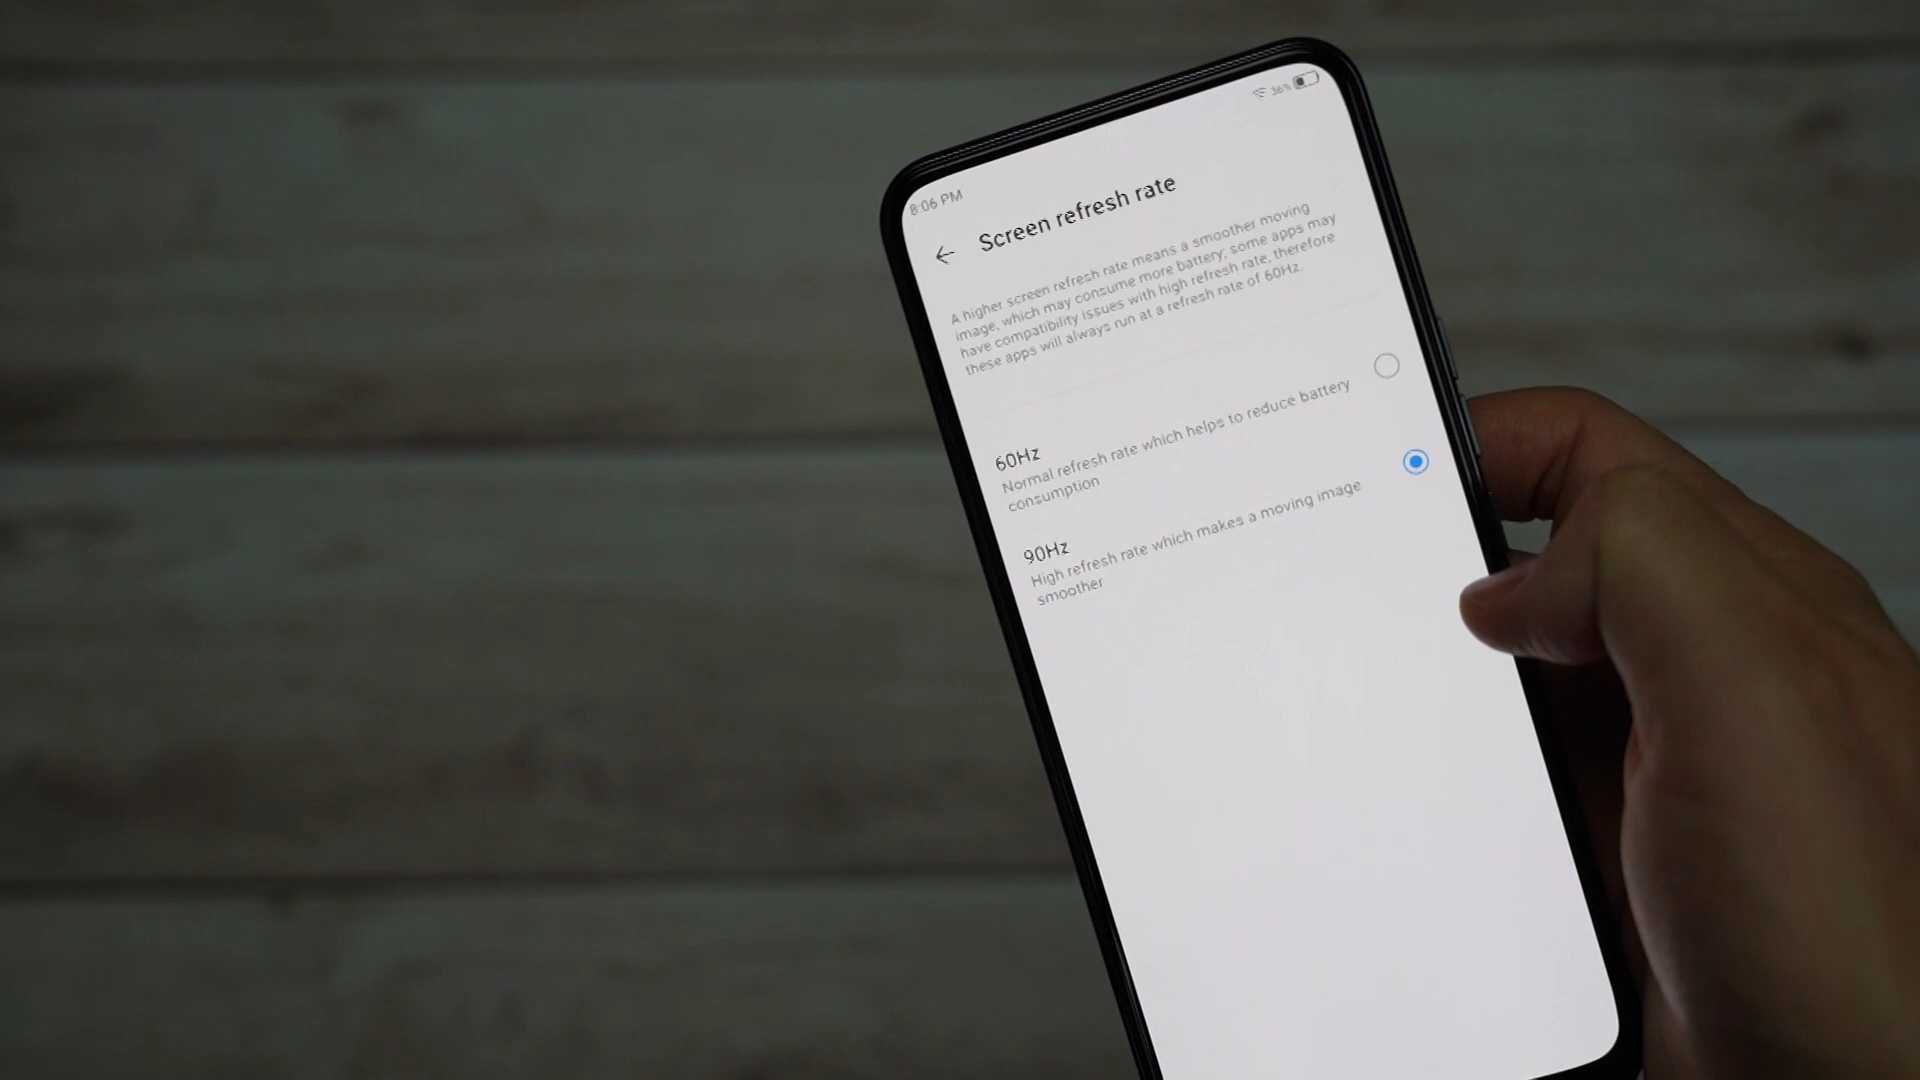 8:06 PM
36%
Screen refresh rate
A higher screen refresh rate means a smoother moving
image, which may consume more battery, some apps may
have compatibility issues with high refresh rate, therefore
these apps will always run at a refresh rate of 60Hz.
60Hz
Normal refresh rate which helps to reduce battery
consumption
90Hz
High refresh rate which makes a moving image
smoother